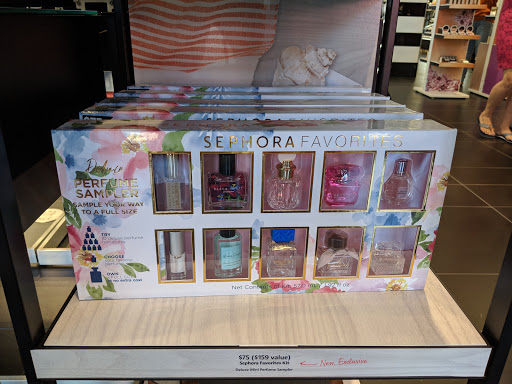 SEPHORA FAVORITES
Deluxe
PERFUME
SAMPLER
SAMPLE YOUR WAY
TO A FULL SIZE
TRY
CHOOSE
OWN
$75 ($159 value)
Sephora Favorites Kit
Deluxe Mini Perfume Sampler
New. Exclusive